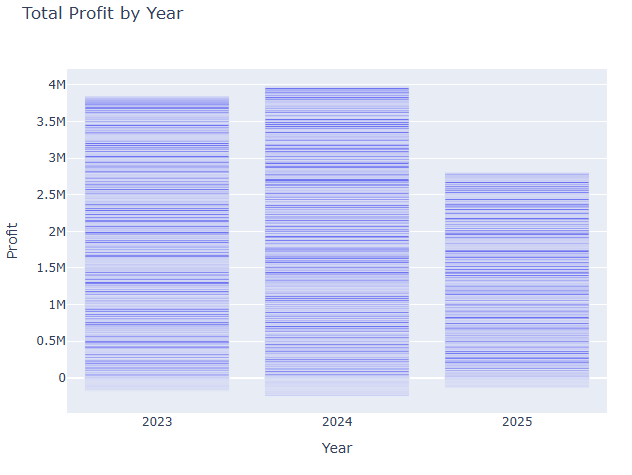 Total Profit by Year
4M
3.5M
3M
2.5M
2M
1.5M
1M
0.5M
0
Profit
2023 2024 2025
Year